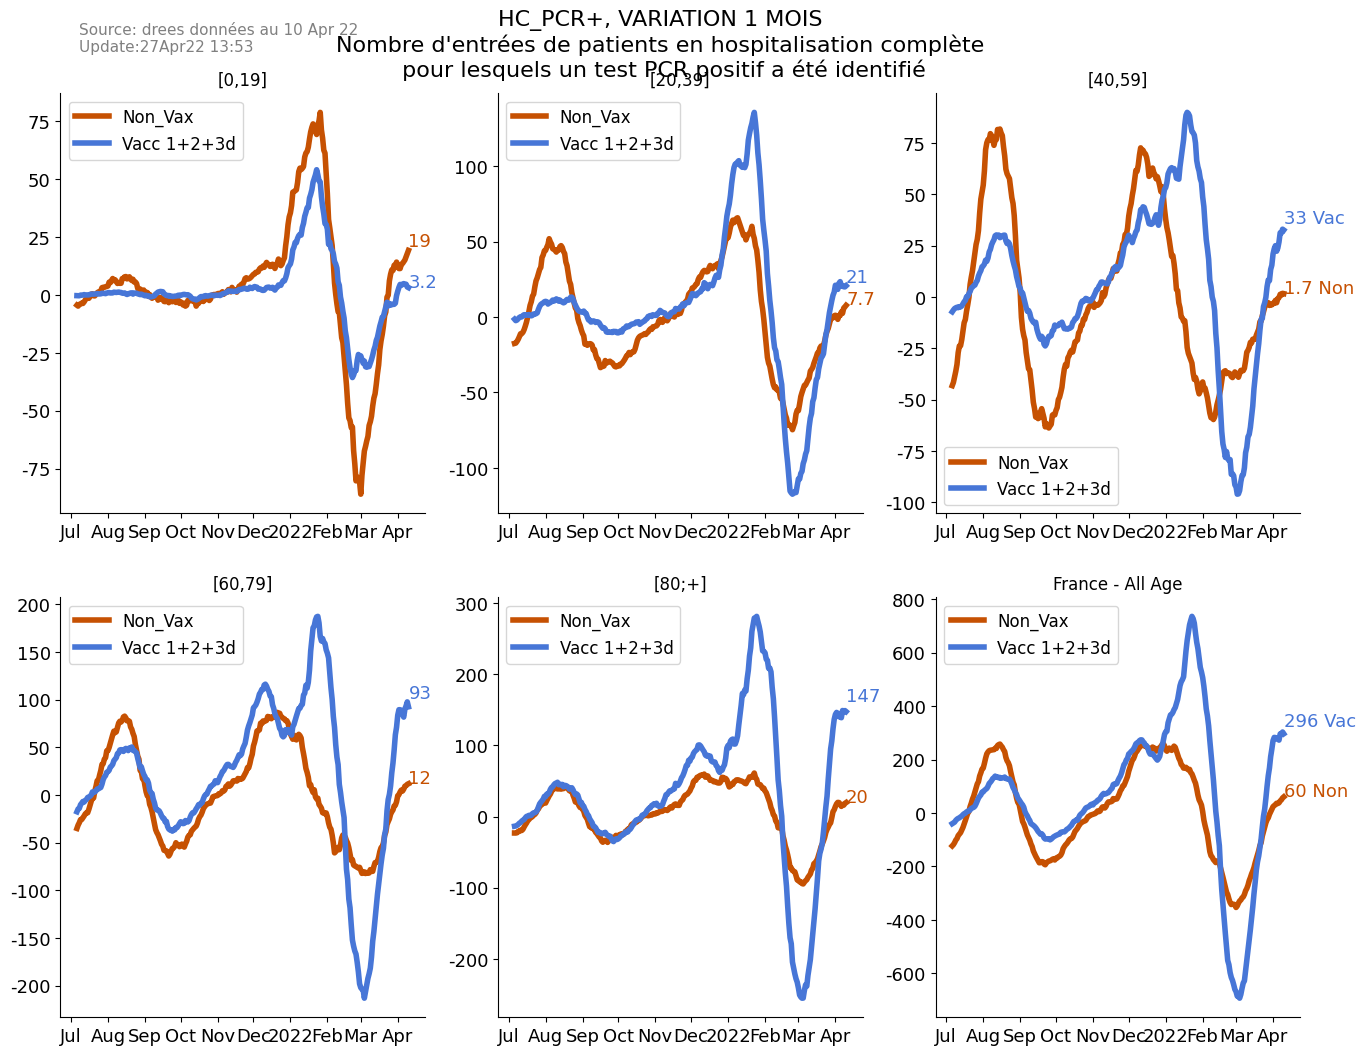 HC_PCR+, VARIATION 1 MOIS
Nombre d'entrées de patients en hospitalisation complète
pour lesquels un test PCR positif a été identifié
Source: drees données au 10 Apr 22
Update:27Apr22 13:53
[0,19]
Non_Vax
Vacc 1+2+3d
75
50
25
0
-25
-50
-75
19
3.2
Jul Aug Sep Oct Nov Dec 2022 Feb Mar Apr
[20,39]
Non_Vax
Vacc 1+2+3d
100
50
0
-50
-100
21
7.7
Jul Aug Sep Oct Nov Dec 2022 Feb Mar Apr
[40,59]
75
50
25
0
-25
-50
-75
-100
33 Vac
1.7 Non
Non_Vax
Vacc 1+2+3d
Jul Aug Sep Oct Nov Dec 2022 Feb Mar Apr
[60,79]
Non_Vax
Vacc 1+2+3d
200
150
100
50
0
-50
-100
-150
-200
93
12
Jul Aug Sep Oct Nov Dec 2022 Feb Mar Apr
[80;+]
Non_Vax
Vacc 1+2+3d
300
200
100
0
-100
-200
147
20
Jul Aug Sep Oct Nov Dec 2022 Feb Mar Apr
France - All Age
Non_Vax
Vacc 1+2+3d
800
600
400
200
0
-200
-400
-600
296 Vac
60 Non
Jul Aug Sep Oct Nov Dec 2022 Feb Mar Apr